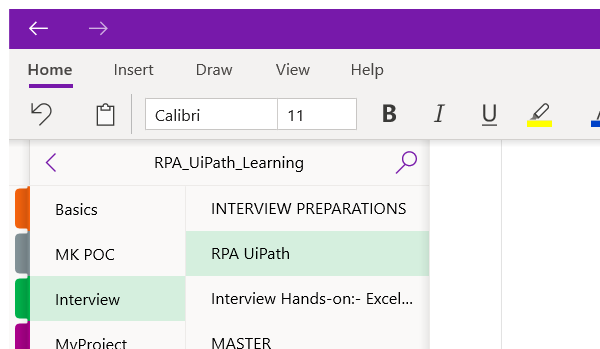 Home Insert Draw View Help
Calibri 11 B I U
RPA_UiPath_Learning
Basics INTERVIEW PREPARATIONS
MK POC RPA UiPath
Interview Interview Hands-on:- Excel...
MyProject MASTER